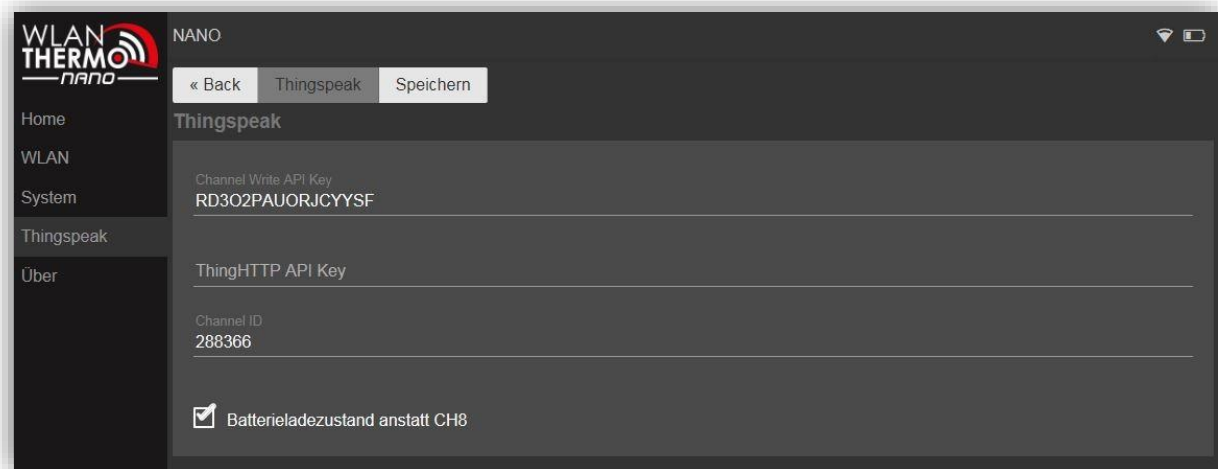 WLAN
THERMO
nano
NANO
« Back Thingspeak Speichern
Home
WLAN
System
Thingspeak
Über
Thingspeak
Channel Write API Key
RD3O2PAUORJCYYSF
ThingHTTP API Key
Channel ID
288366
Batterieladezustand anstatt CH8